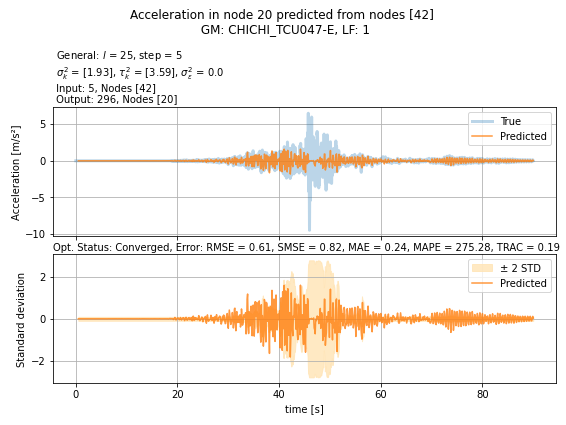 Acceleration in node 20 predicted from nodes [42]
GM: CHICHI_TCU047-E, LF: 1
General: l = 25, step = 5
σ²ₖ = [1.93], τ²ₖ = [3.59], σ²ε = 0.0
Input: 5, Nodes [42]
Output: 296, Nodes [20]
5
0
−5
−10
Acceleration [m/s²]
True
Predicted
Opt. Status: Converged, Error: RMSE = 0.61, SMSE = 0.82, MAE = 0.24, MAPE = 275.28, TRAC = 0.19
2
0
−2
Standard deviation
± 2 STD
Predicted
0 20 40 60 80
time [s]